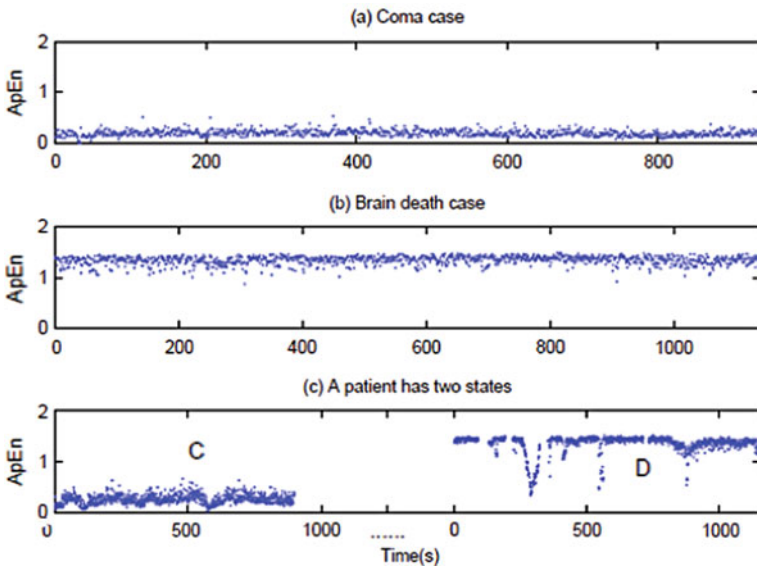 (a) Coma case
2
1
0
ApEn
0 200 400 600 800
(b) Brain death case
2
1
0
ApEn
0 200 400 600 800 1000
(c) A patient has two states
2
1
0
ApEn
C
D
0 500 1000 ...... 0 500 1000
Time(s)